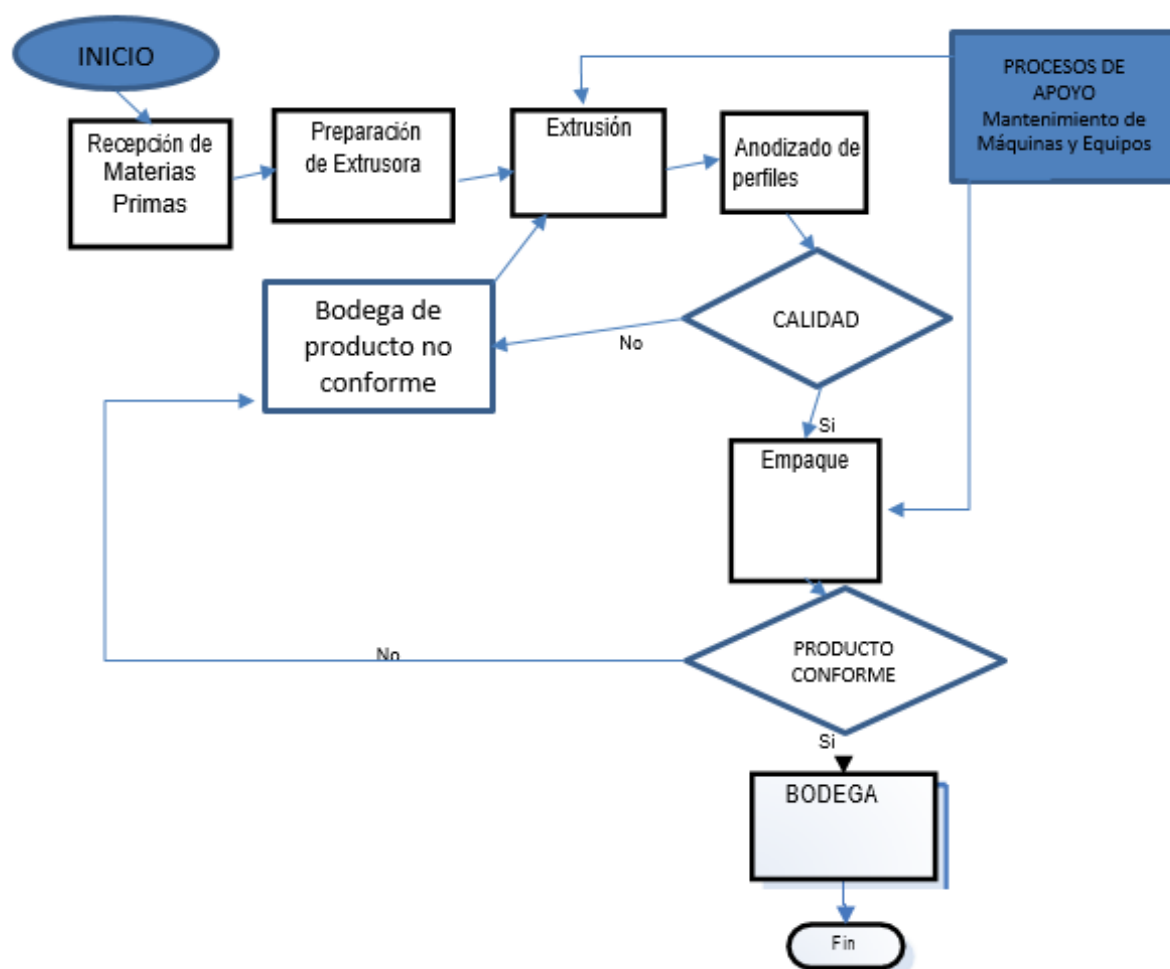 INICIO
Recepción de
Materias
Primas
Preparación
de Extrusora
Extrusión
Anodizado de
perfiles
PROCESOS DE
APOYO
Mantenimiento de
Máquinas y Equipos
Bodega de
producto no
conforme
No
CALIDAD
Si
Empaque
No
PRODUCTO
CONFORME
Si
BODEGA
Fin